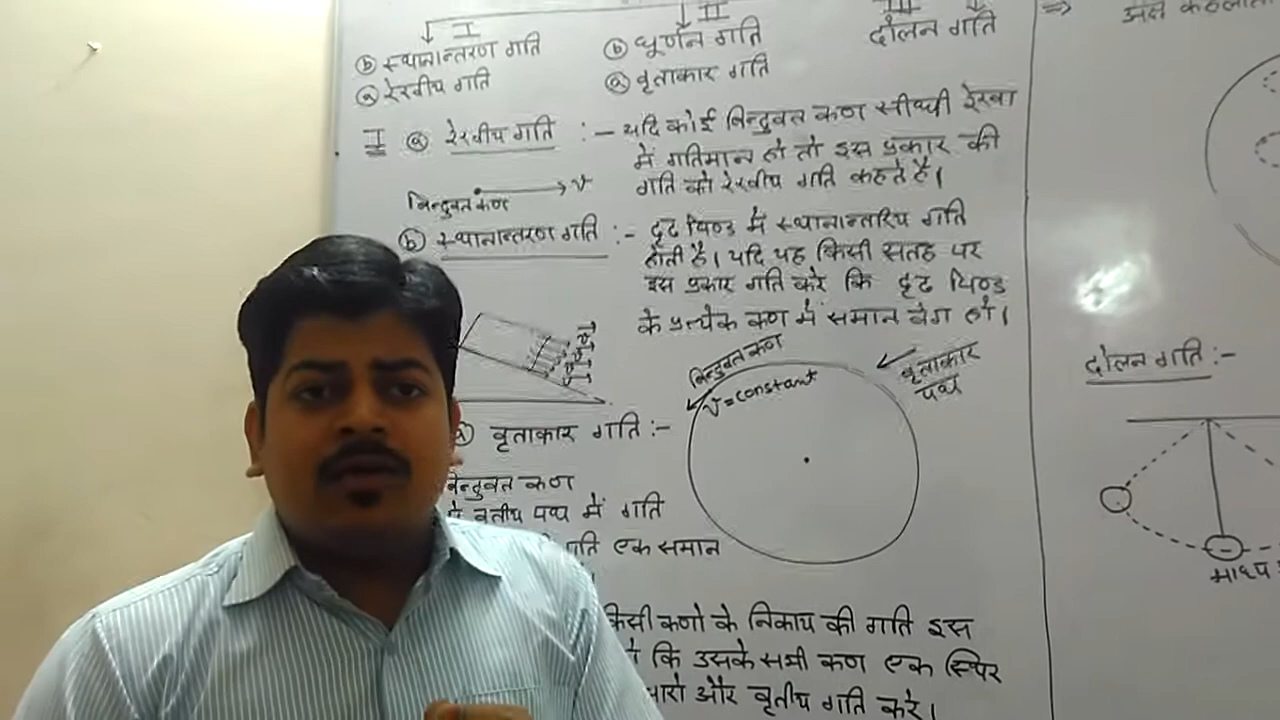 I II III
ⓑ स्थानान्तरण गति ⓑ घूर्णन गति दोलन गति
ⓐ रेखीय गति ⓐ वृताकार गति
I ⓐ रेखीय गति :- यदि कोई बिन्दुवत कण सीधी रेखा
में गतिमान हो तो इस प्रकार की
गति को रेखीय गति कहते है।
बिन्दुवत कण v
ⓑ स्थानान्तरण गति :- दृढ पिण्ड में स्थानान्तरिय गति
होती है। यदि यह किसी सतह पर
इस प्रकार गति करे कि दृढ पिण्ड
के प्रत्येक कण में समान वेग हो।
v
v
v
v
बिन्दुवत कण
v = constant
वृताकार
पथ
वृताकार गति :-
बिन्दुवत कण
वृतीय पथ में गति
गति एक समान
किसी कणो के निकाय की गति इस
कि उसके सभी कण एक स्थिर
और वृतीय गति करे।
⇒ अक्ष
दोलन गति :-
माध्य